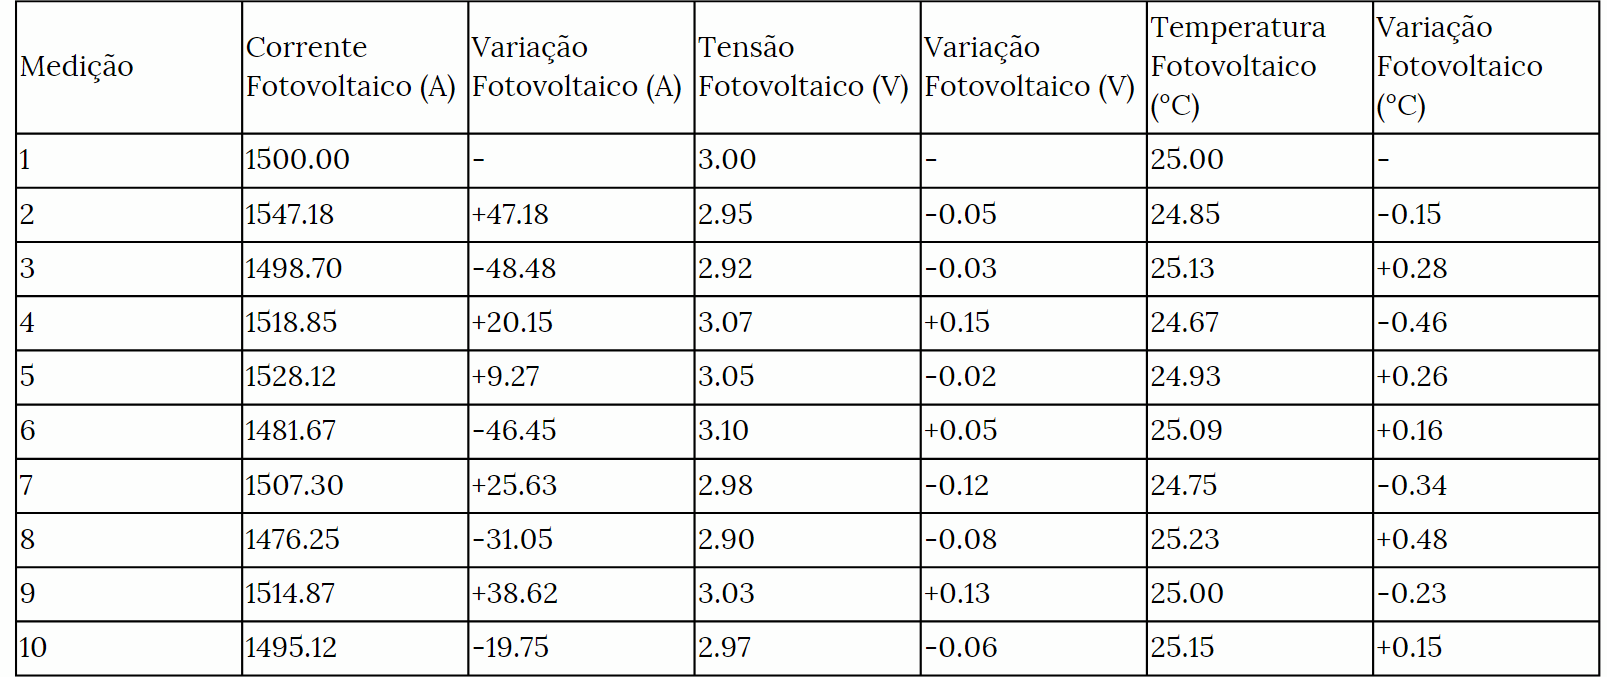 Medição
Corrente
Fotovoltaico (A)
Variação
Fotovoltaico (A)
Tensão
Fotovoltaico (V)
Variação
Fotovoltaico (V)
Temperatura
Fotovoltaico
(°C)
Variação
Fotovoltaico
(°C)
1 1500.00 - 3.00 - 25.00 -
2 1547.18 +47.18 2.95 -0.05 24.85 -0.15
3 1498.70 -48.48 2.92 -0.03 25.13 +0.28
4 1518.85 +20.15 3.07 +0.15 24.67 -0.46
5 1528.12 +9.27 3.05 -0.02 24.93 +0.26
6 1481.67 -46.45 3.10 +0.05 25.09 +0.16
7 1507.30 +25.63 2.98 -0.12 24.75 -0.34
8 1476.25 -31.05 2.90 -0.08 25.23 +0.48
9 1514.87 +38.62 3.03 +0.13 25.00 -0.23
10 1495.12 -19.75 2.97 -0.06 25.15 +0.15